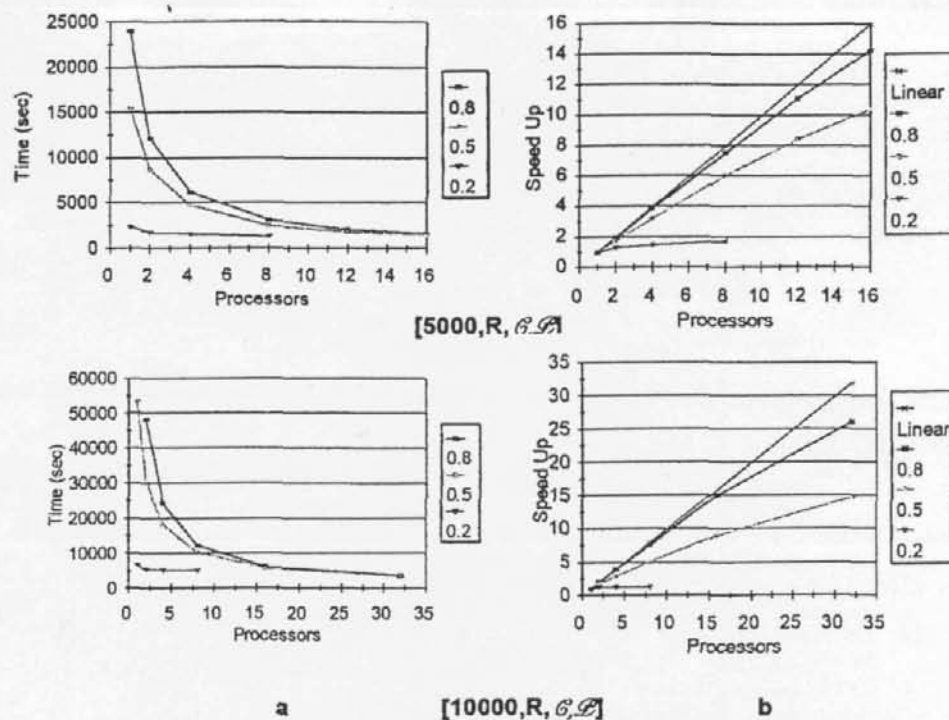 25000
20000
15000
10000
5000
0
Time (sec)
0 2 4 6 8 10 12 14 16
Processors
0.8
0.5
0.2
16
14
12
10
8
6
4
2
0
Speed Up
0 2 4 6 8 10 12 14 16
Processors
Linear
0.8
0.5
0.2
[5000,R, 𝒞,ℒ]
60000
50000
40000
30000
20000
10000
0
Time (sec)
0 5 10 15 20 25 30 35
Processors
0.8
0.5
0.2
35
30
25
20
15
10
5
0
Speed Up
0 5 10 15 20 25 30 35
Processors
Linear
0.8
0.5
0.2
a [10000,R, 𝒞,ℒ] b